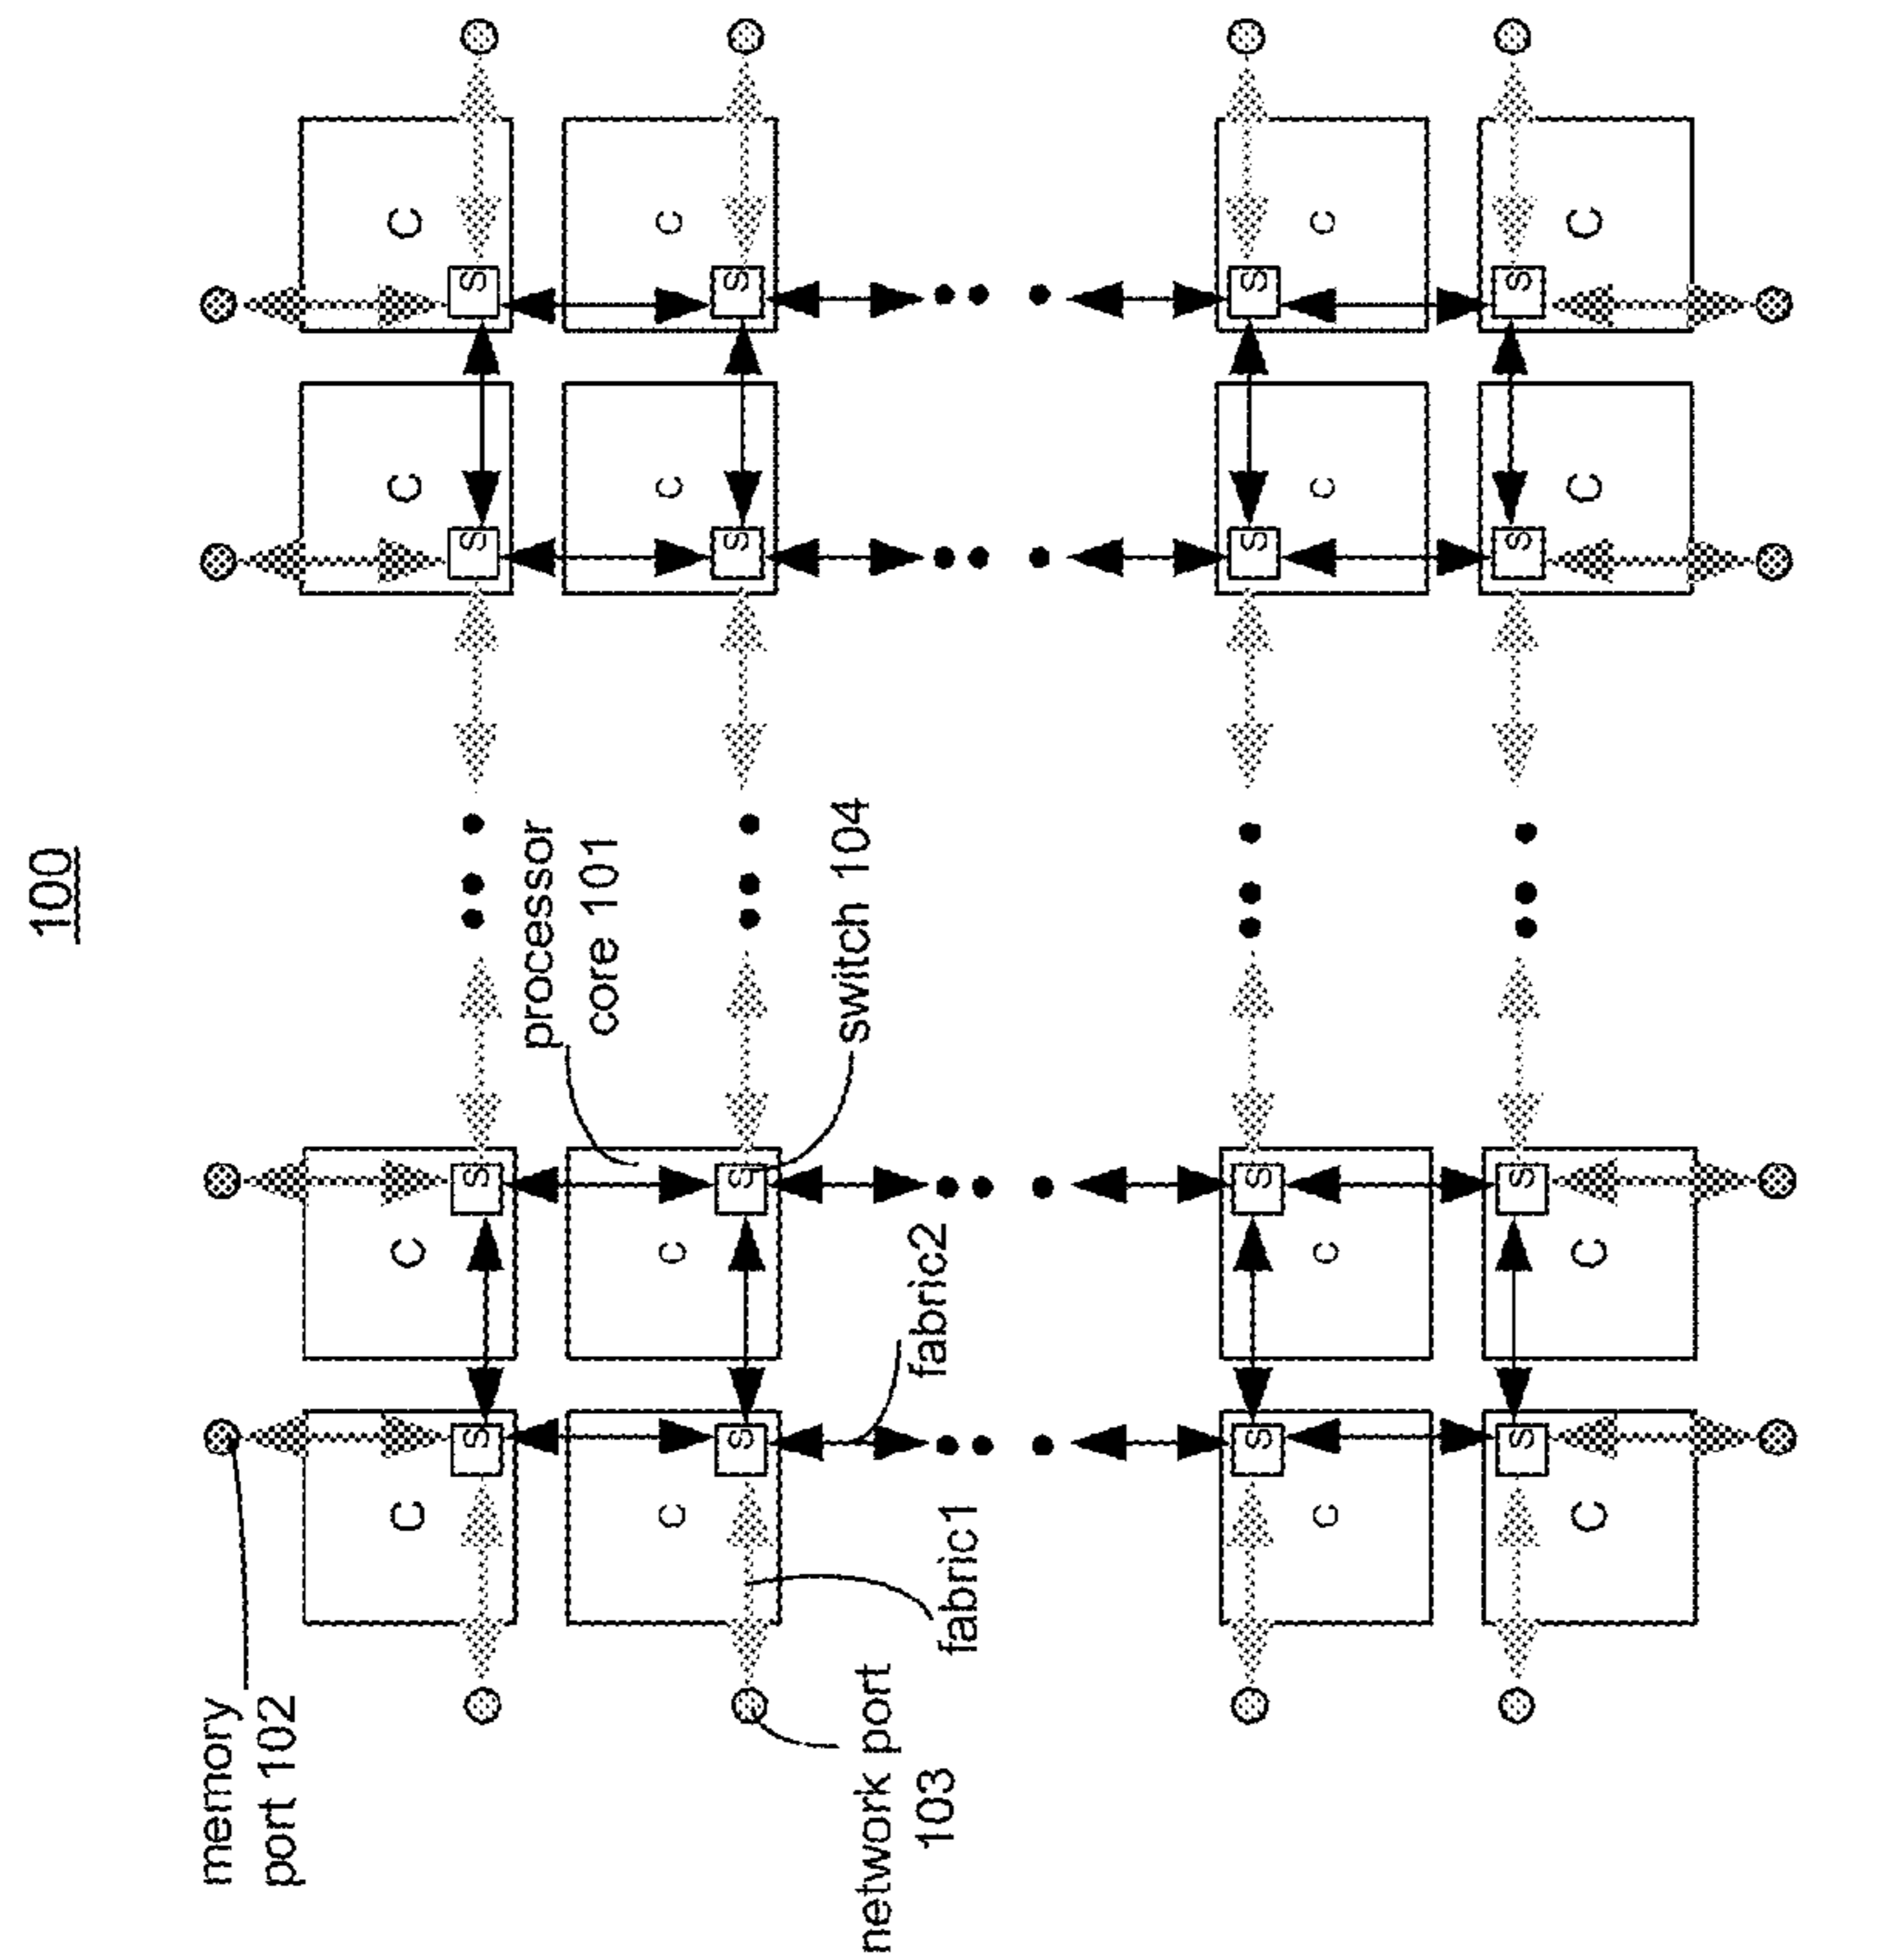 100
memory
port 102
C C C C
S S S S
processor
core 101
c c c c
S S S S
switch 104
network port
103
fabric2
fabric1
S S S S
c c c c
S S S S
C C C C